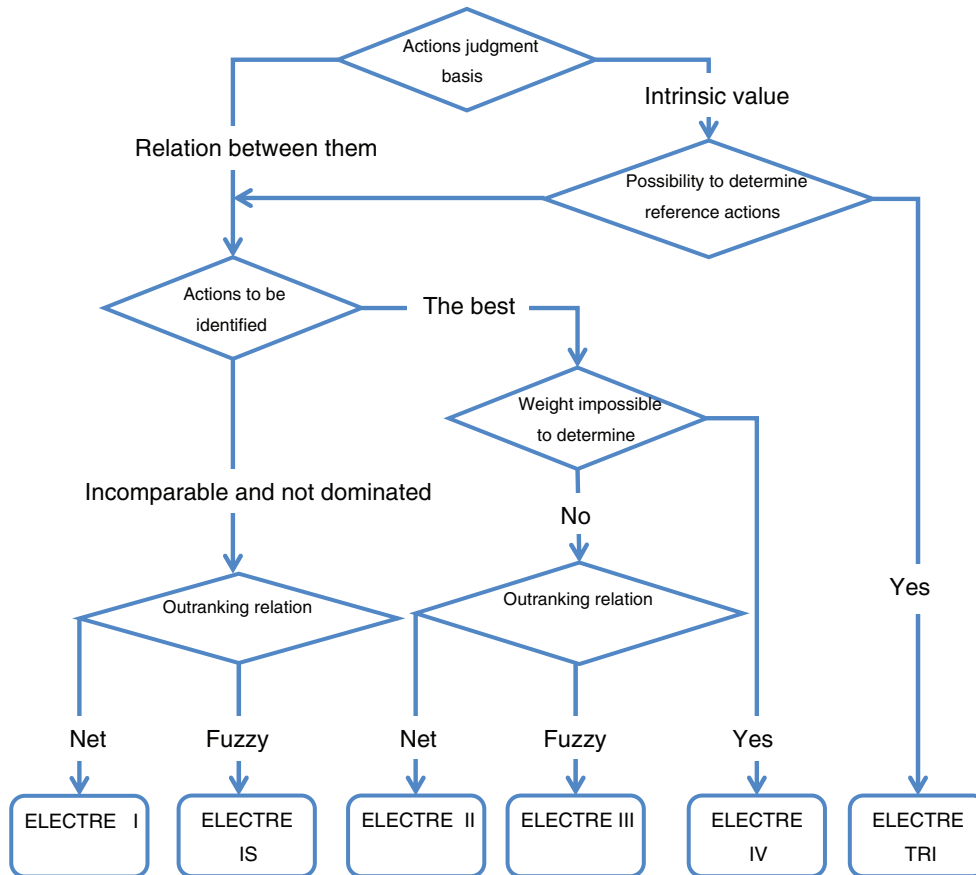 Actions judgment
basis
Intrinsic value
Relation between them
Possibility to determine
reference actions
Actions to be
identified
The best
Weight impossible
to determine
Incomparable and not dominated
No
Outranking relation
Outranking relation
Yes
Net
Fuzzy
Net
Fuzzy
Yes
ELECTRE I
ELECTRE
IS
ELECTRE II
ELECTRE III
ELECTRE
IV
ELECTRE
TRI